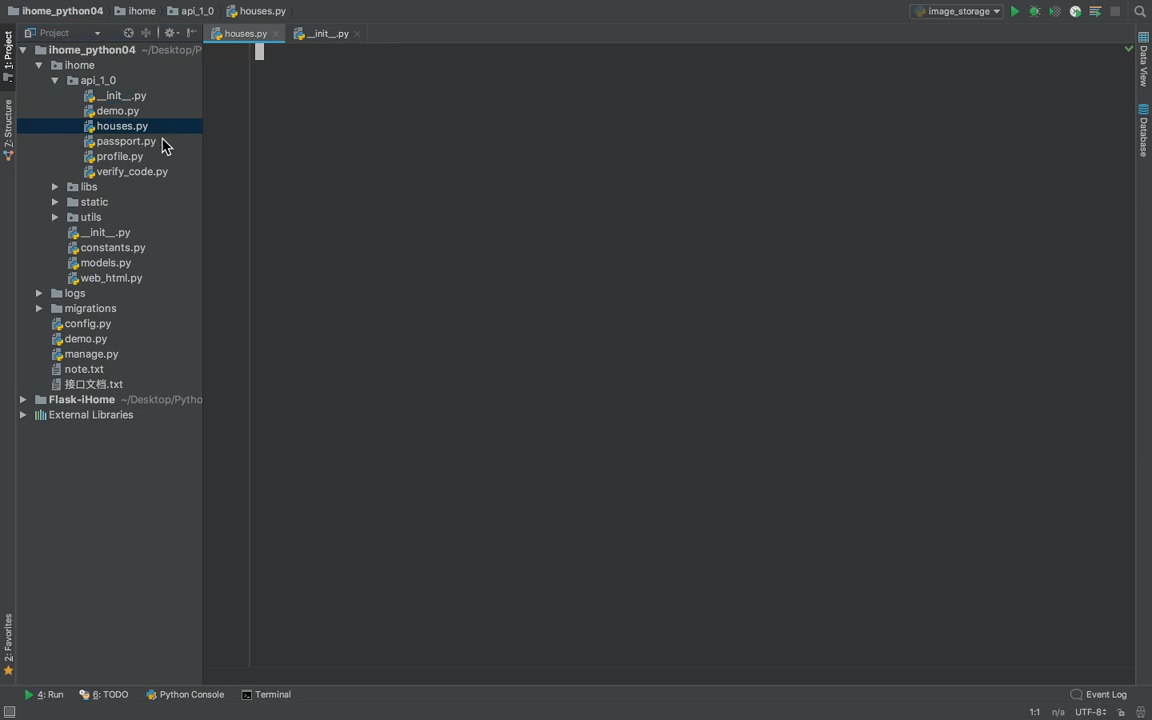 ihome_python04 ihome api_1_0 houses.py image_storage
1: Project
Project
houses.py __init__.py
ihome_python04 ~/Desktop/P
ihome
api_1_0
__init__.py
demo.py
houses.py
passport.py
profile.py
verify_code.py
libs
static
utils
__init__.py
constants.py
models.py
web_html.py
logs
migrations
config.py
demo.py
manage.py
note.txt
接口文档.txt
Flask-iHome ~/Desktop/Pytho
External Libraries
Z: Structure
2: Favorites
Data View
Database
4: Run 6: TODO Python Console Terminal Event Log
1:1 n/a UTF-8